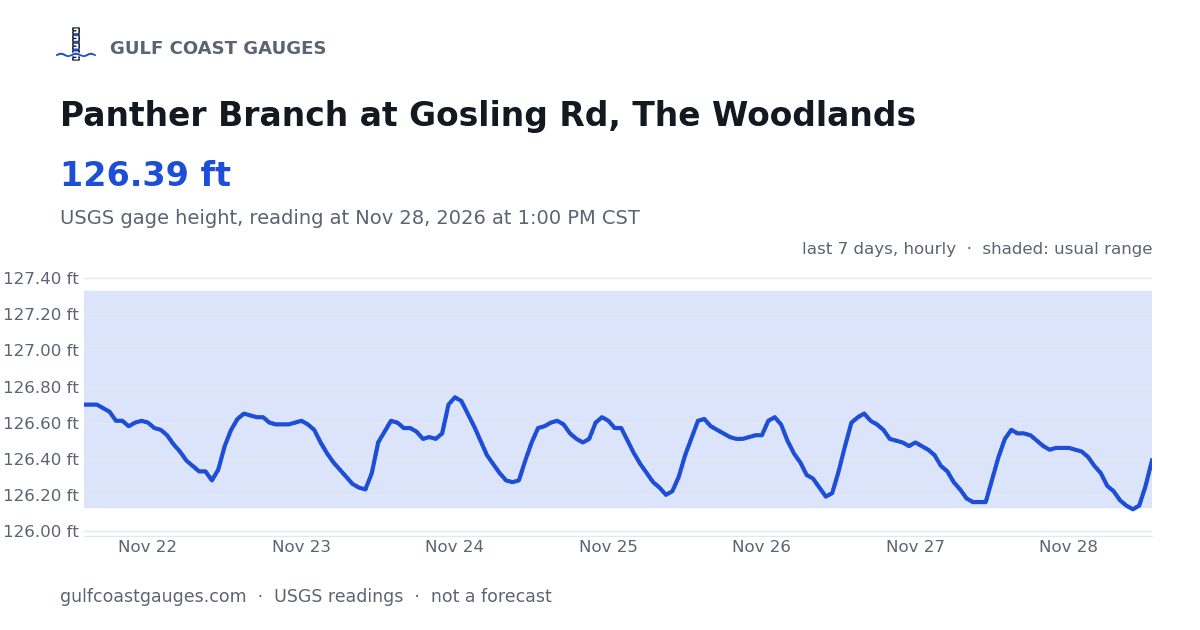 GULF COAST GAUGES
Panther Branch at Gosling Rd, The Woodlands
126.39 ft
USGS gage height, reading at Nov 28, 2026 at 1:00 PM CST
last 7 days, hourly · shaded: usual range
127.40 ft
127.20 ft
127.00 ft
126.80 ft
126.60 ft
126.40 ft
126.20 ft
126.00 ft
Nov 22 Nov 23 Nov 24 Nov 25 Nov 26 Nov 27 Nov 28
gulfcoastgauges.com · USGS readings · not a forecast